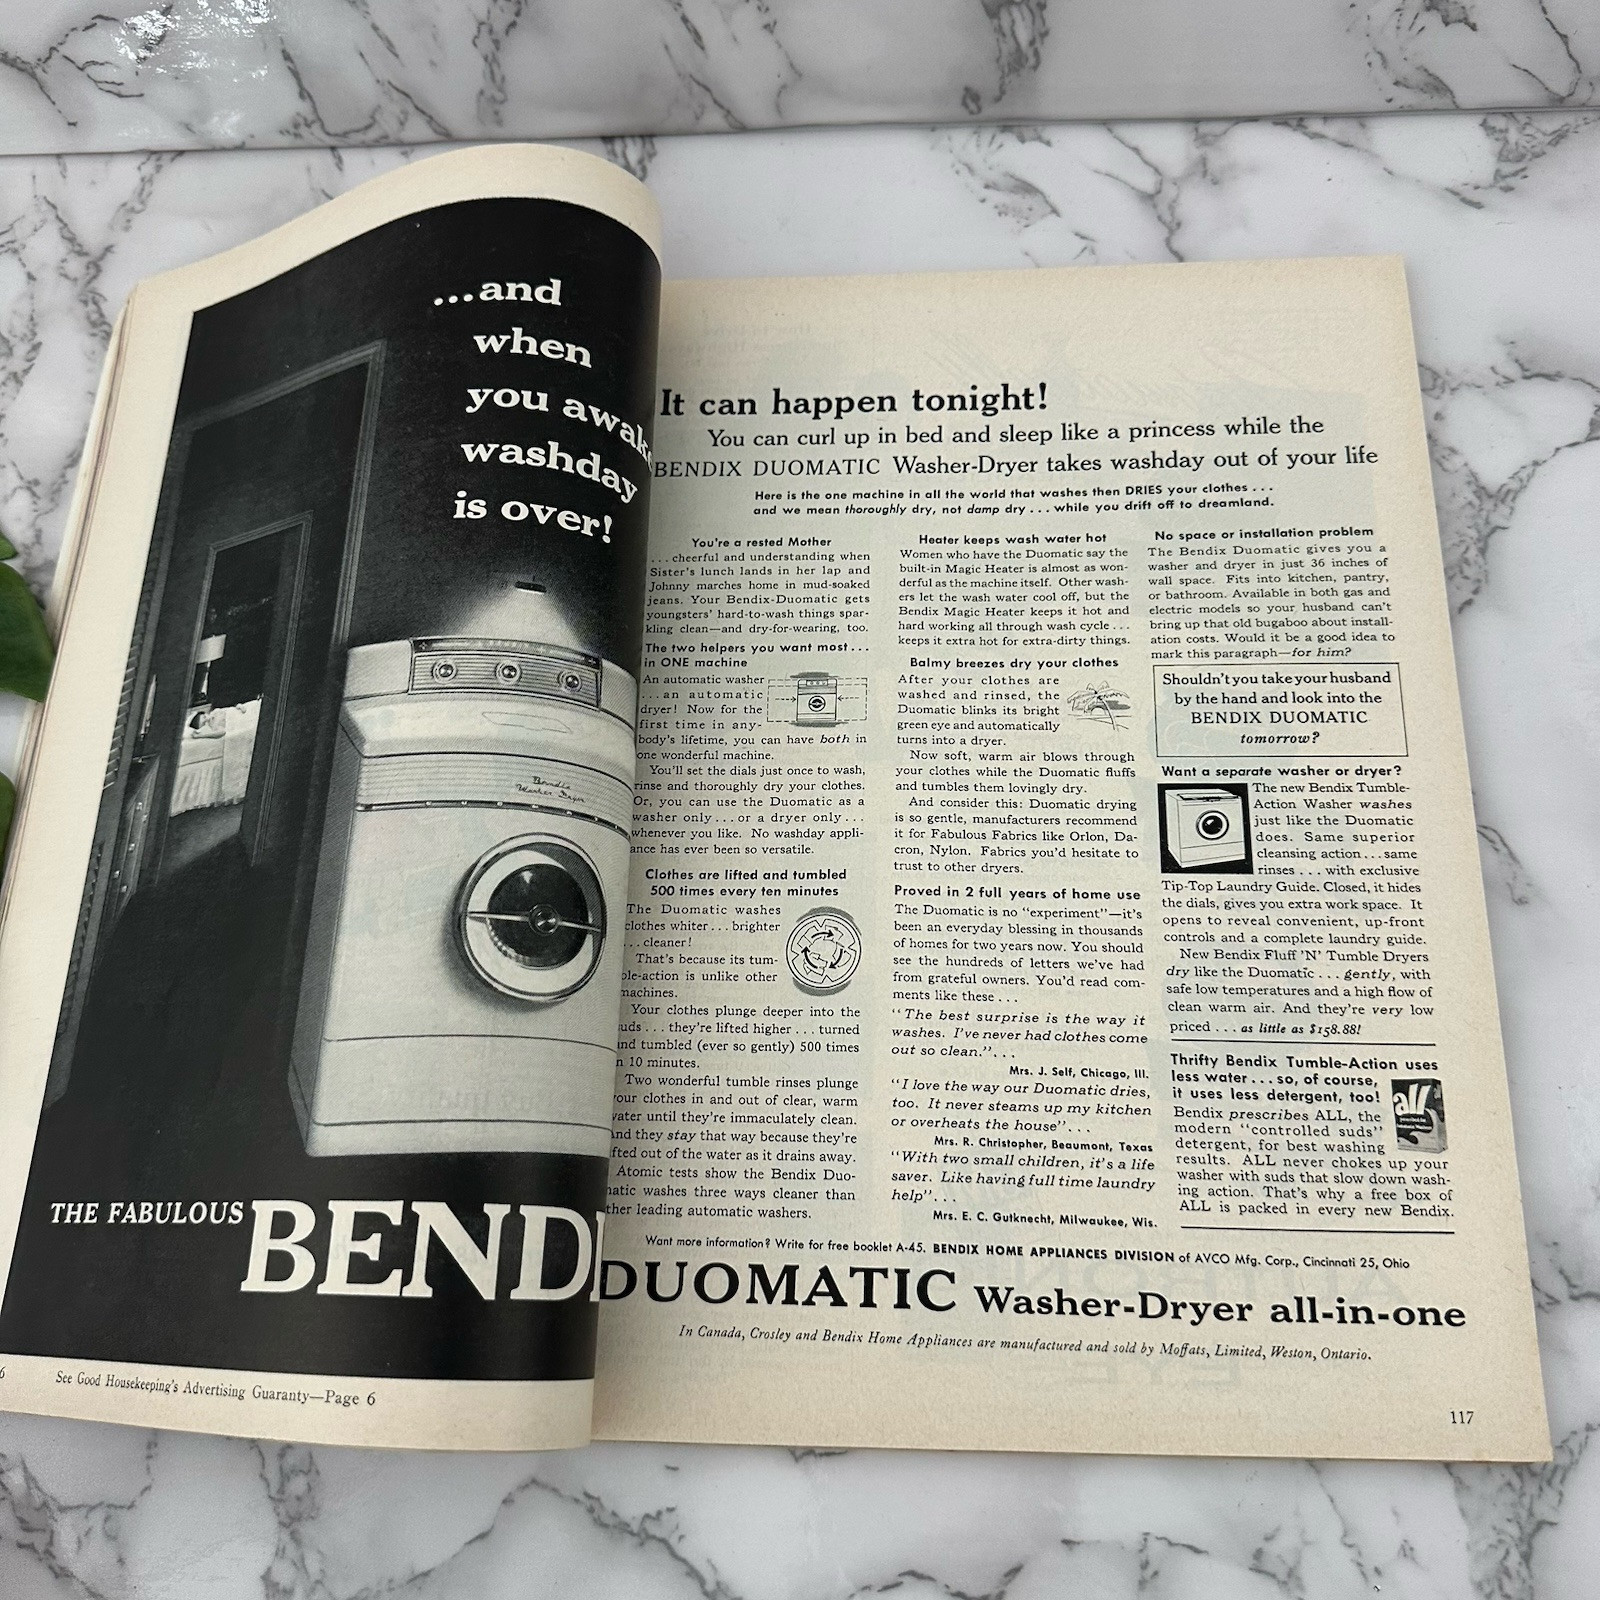 ...and
when
you awake
washday
is over!
Bendix
Washer Dryer
THE FABULOUS BENDI
See Good Housekeeping's Advertising Guaranty—Page 6
It can happen tonight!
You can curl up in bed and sleep like a princess while the
BENDIX DUOMATIC Washer-Dryer takes washday out of your life
Here is the one machine in all the world that washes then DRIES your clothes . . .
and we mean thoroughly dry, not damp dry . . . while you drift off to dreamland.
You're a rested Mother
. . . cheerful and understanding when
Sister's lunch lands in her lap and
Johnny marches home in mud-soaked
jeans. Your Bendix-Duomatic gets
youngsters' hard-to-wash things spar-
kling clean—and dry-for-wearing, too.
The two helpers you want most . . .
in ONE machine
An automatic washer
. . . an automatic
dryer! Now for the
first time in any-
body's lifetime, you can have both in
one wonderful machine.
You'll set the dials just once to wash,
rinse and thoroughly dry your clothes.
Or, you can use the Duomatic as a
washer only . . . or a dryer only . . .
whenever you like. No washday appli-
ance has ever been so versatile.
Clothes are lifted and tumbled
500 times every ten minutes
The Duomatic washes
clothes whiter . . . brighter
. . . cleaner!
That's because its tum-
ble-action is unlike other
machines.
Your clothes plunge deeper into the
suds . . . they're lifted higher . . . turned
and tumbled (ever so gently) 500 times
in 10 minutes.
Two wonderful tumble rinses plunge
your clothes in and out of clear, warm
water until they're immaculately clean.
And they stay that way because they're
lifted out of the water as it drains away.
Atomic tests show the Bendix Duo-
matic washes three ways cleaner than
other leading automatic washers.
Heater keeps wash water hot
Women who have the Duomatic say the
built-in Magic Heater is almost as won-
derful as the machine itself. Other wash-
ers let the wash water cool off, but the
Bendix Magic Heater keeps it hot and
hard working all through wash cycle . . .
keeps it extra hot for extra-dirty things.
Balmy breezes dry your clothes
After your clothes are
washed and rinsed, the
Duomatic blinks its bright
green eye and automatically
turns into a dryer.
Now soft, warm air blows through
your clothes while the Duomatic fluffs
and tumbles them lovingly dry.
And consider this: Duomatic drying
is so gentle, manufacturers recommend
it for Fabulous Fabrics like Orlon, Da-
cron, Nylon. Fabrics you'd hesitate to
trust to other dryers.
Proved in 2 full years of home use
The Duomatic is no "experiment"—it's
been an everyday blessing in thousands
of homes for two years now. You should
see the hundreds of letters we've had
from grateful owners. You'd read com-
ments like these . . .
"The best surprise is the way it
washes. I've never had clothes come
out so clean." . . .
Mrs. J. Self, Chicago, Ill.
"I love the way our Duomatic dries,
too. It never steams up my kitchen
or overheats the house" . . .
Mrs. R. Christopher, Beaumont, Texas
"With two small children, it's a life
saver. Like having full time laundry
help" . . .
Mrs. E. C. Gutknecht, Milwaukee, Wis.
No space or installation problem
The Bendix Duomatic gives you a
washer and dryer in just 36 inches of
wall space. Fits into kitchen, pantry,
or bathroom. Available in both gas and
electric models so your husband can't
bring up that old bugaboo about install-
ation costs. Would it be a good idea to
mark this paragraph—for him?
Shouldn't you take your husband
by the hand and look into the
BENDIX DUOMATIC
tomorrow?
Want a separate washer or dryer?
The new Bendix Tumble-
Action Washer washes
just like the Duomatic
does. Same superior
cleansing action . . . same
rinses . . . with exclusive
Tip-Top Laundry Guide. Closed, it hides
the dials, gives you extra work space. It
opens to reveal convenient, up-front
controls and a complete laundry guide.
New Bendix Fluff 'N' Tumble Dryers
dry like the Duomatic . . . gently, with
safe low temperatures and a high flow of
clean warm air. And they're very low
priced . . . as little as $158.88!
Thrifty Bendix Tumble-Action uses
less water . . . so, of course,
it uses less detergent, too!
Bendix prescribes ALL, the
modern "controlled suds"
detergent, for best washing
results. ALL never chokes up your
washer with suds that slow down wash-
ing action. That's why a free box of
ALL is packed in every new Bendix.
all
Want more information? Write for free booklet A-45. BENDIX HOME APPLIANCES DIVISION of AVCO Mfg. Corp., Cincinnati 25, Ohio
DUOMATIC Washer-Dryer all-in-one
In Canada, Crosley and Bendix Home Appliances are manufactured and sold by Moffats, Limited, Weston, Ontario.
117